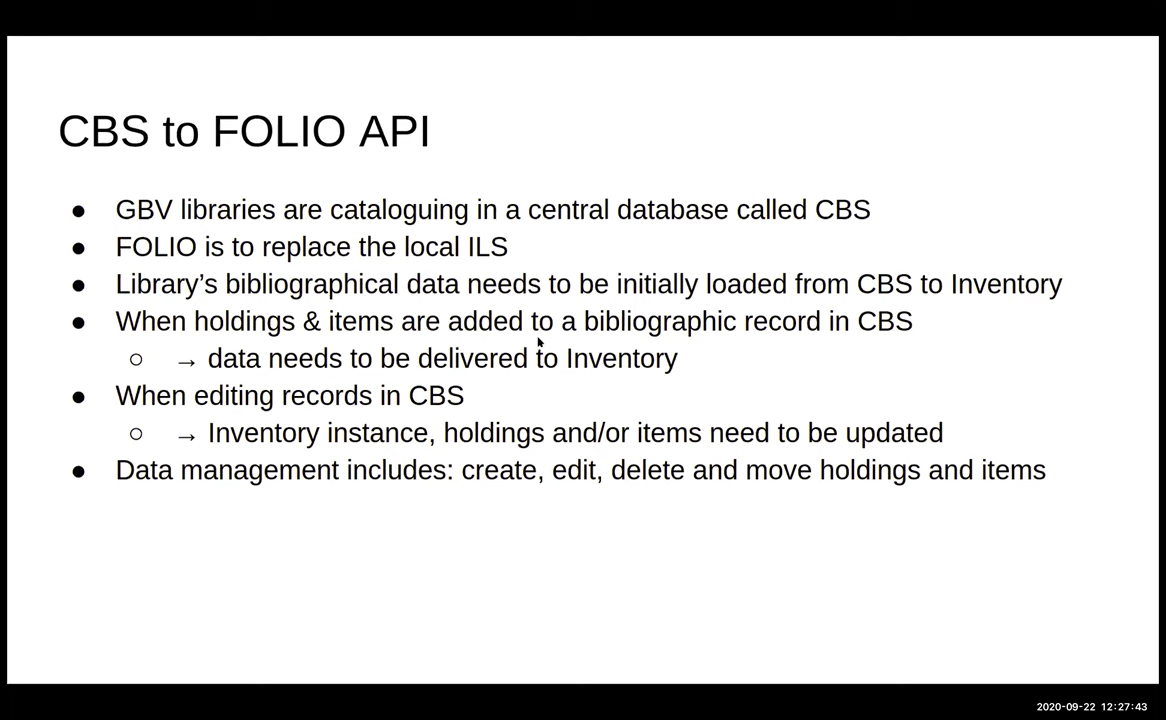 CBS to FOLIO API
● GBV libraries are cataloguing in a central database called CBS
● FOLIO is to replace the local ILS
● Library’s bibliographical data needs to be initially loaded from CBS to Inventory
● When holdings & items are added to a bibliographic record in CBS
○ → data needs to be delivered to Inventory
● When editing records in CBS
○ → Inventory instance, holdings and/or items need to be updated
● Data management includes: create, edit, delete and move holdings and items
2020-09-22 12:27:43